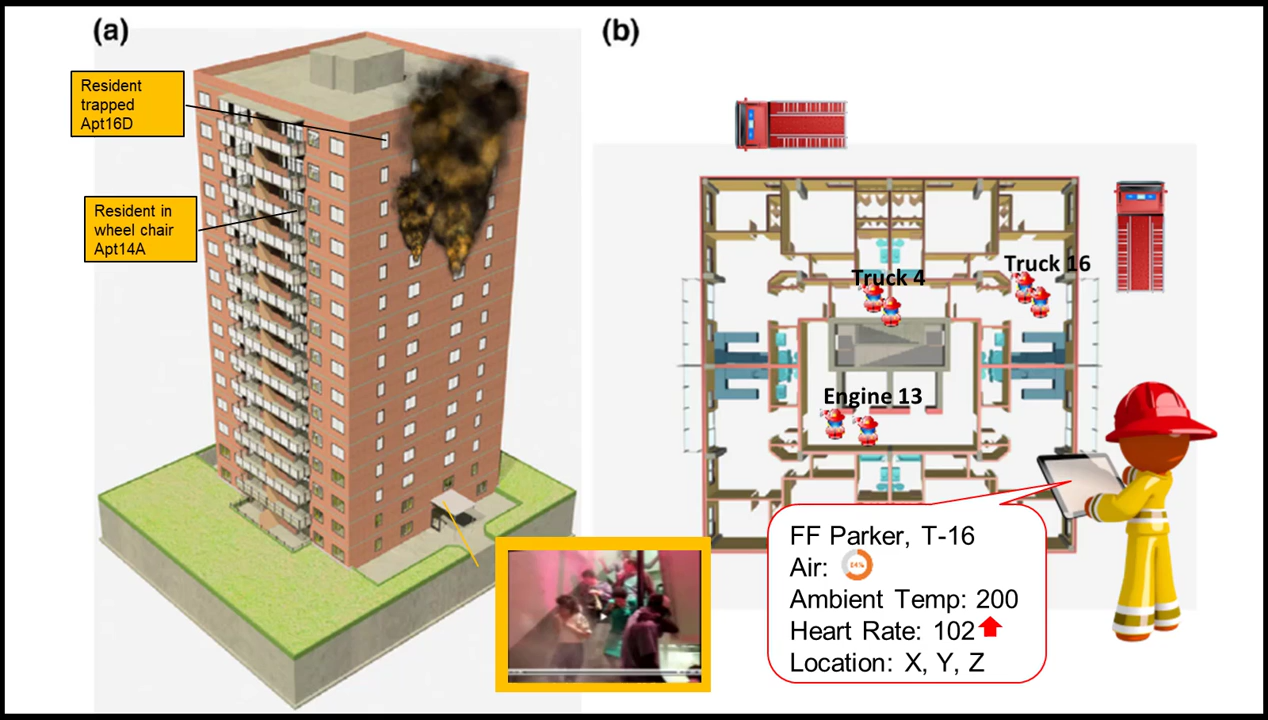 (a)
Resident
trapped
Apt16D
Resident in
wheel chair
Apt14A
(b)
Truck 4
Truck 16
Engine 13
FF Parker, T-16
Air:
Ambient Temp: 200
Heart Rate: 102
Location: X, Y, Z